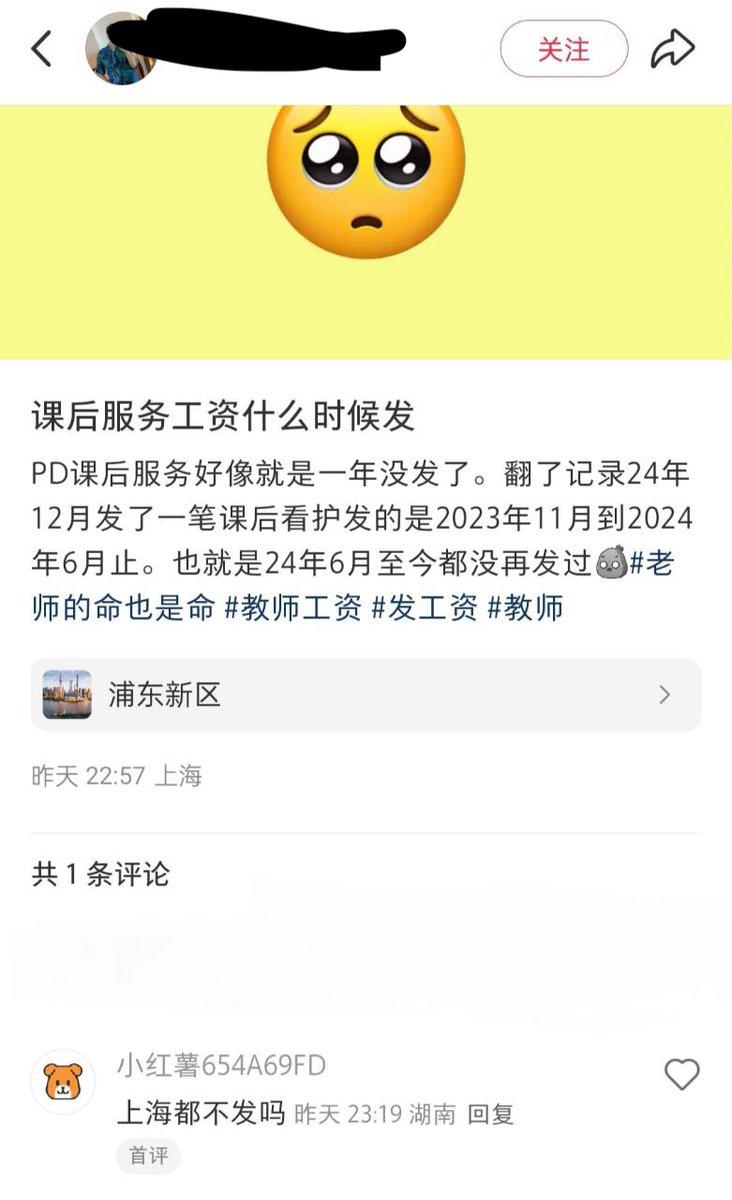 关注
课后服务工资什么时候发
PD课后服务好像就是一年没发了。翻了记录24年
12月发了一笔课后看护发的是2023年11月到2024
年6月止。也就是24年6月至今都没再发过#老
师的命也是命 #教师工资 #发工资 #教师
浦东新区
昨天 22:57 上海
共 1 条评论
小红薯654A69FD
上海都不发吗 昨天 23:19 湖南 回复
首评